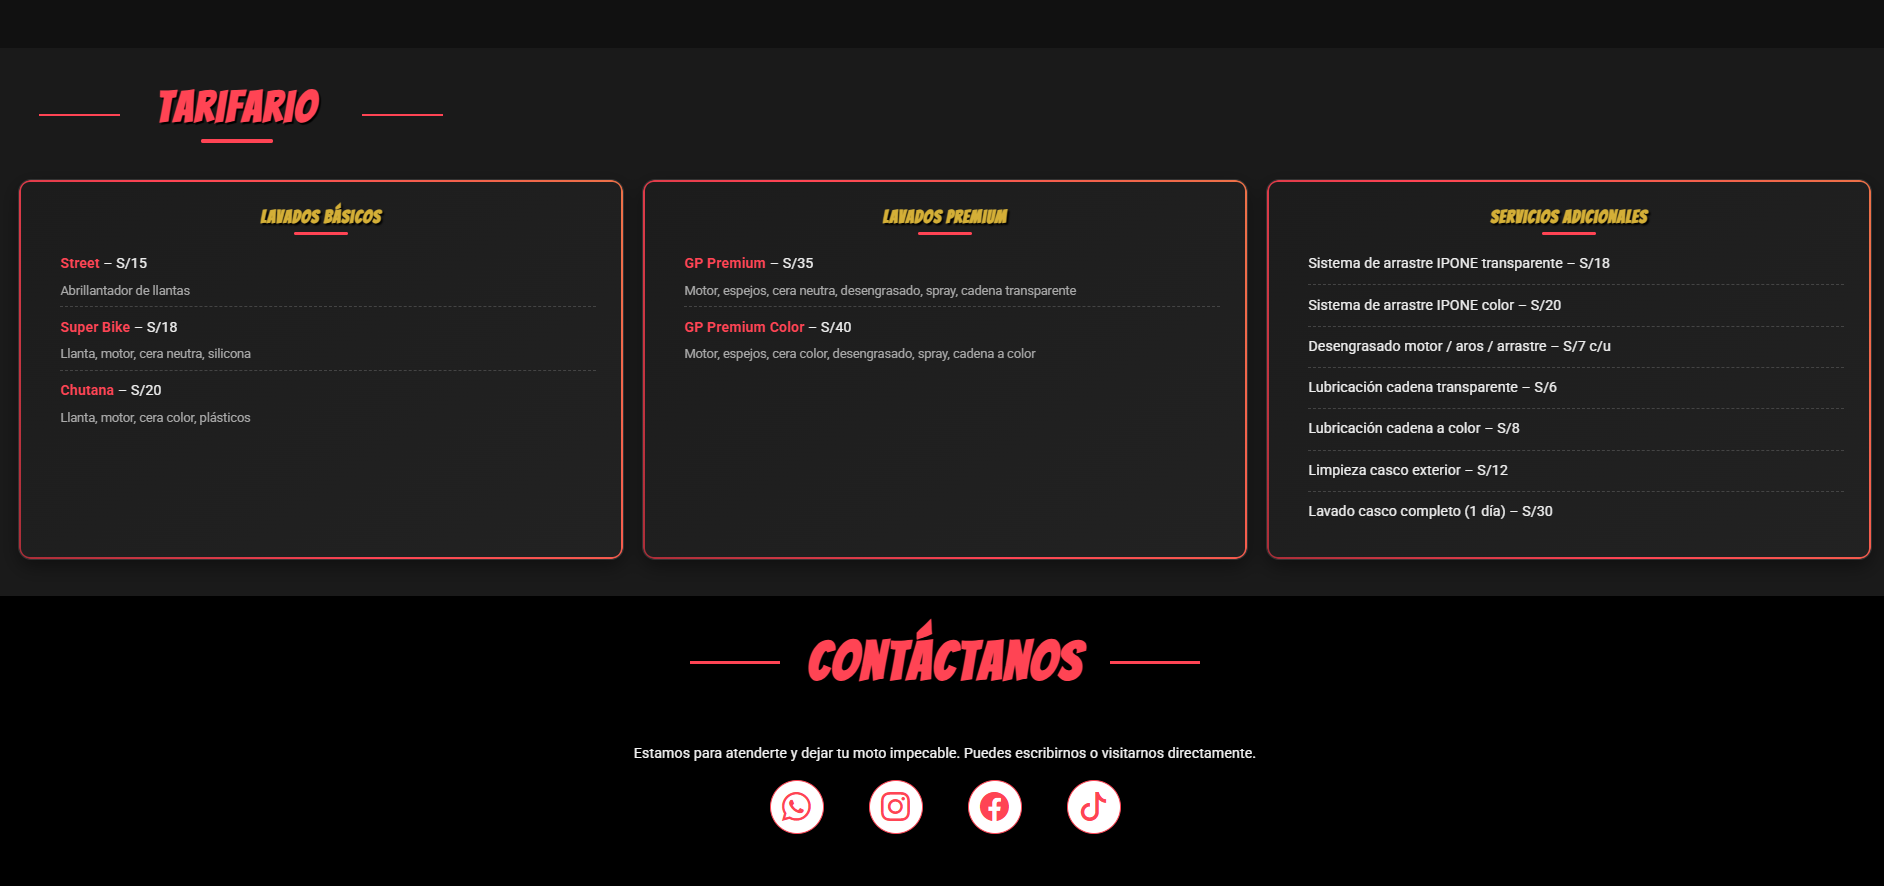 TARIFARIO
LAVADOS BÁSICOS
Street – S/15
Abrillantador de llantas
Super Bike – S/18
Llanta, motor, cera neutra, silicona
Chutana – S/20
Llanta, motor, cera color, plásticos
LAVADOS PREMIUM
GP Premium – S/35
Motor, espejos, cera neutra, desengrasado, spray, cadena transparente
GP Premium Color – S/40
Motor, espejos, cera color, desengrasado, spray, cadena a color
SERVICIOS ADICIONALES
Sistema de arrastre IPONE transparente – S/18
Sistema de arrastre IPONE color – S/20
Desengrasado motor / aros / arrastre – S/7 c/u
Lubricación cadena transparente – S/6
Lubricación cadena a color – S/8
Limpieza casco exterior – S/12
Lavado casco completo (1 día) – S/30
CONTÁCTANOS
Estamos para atenderte y dejar tu moto impecable. Puedes escribirnos o visitarnos directamente.